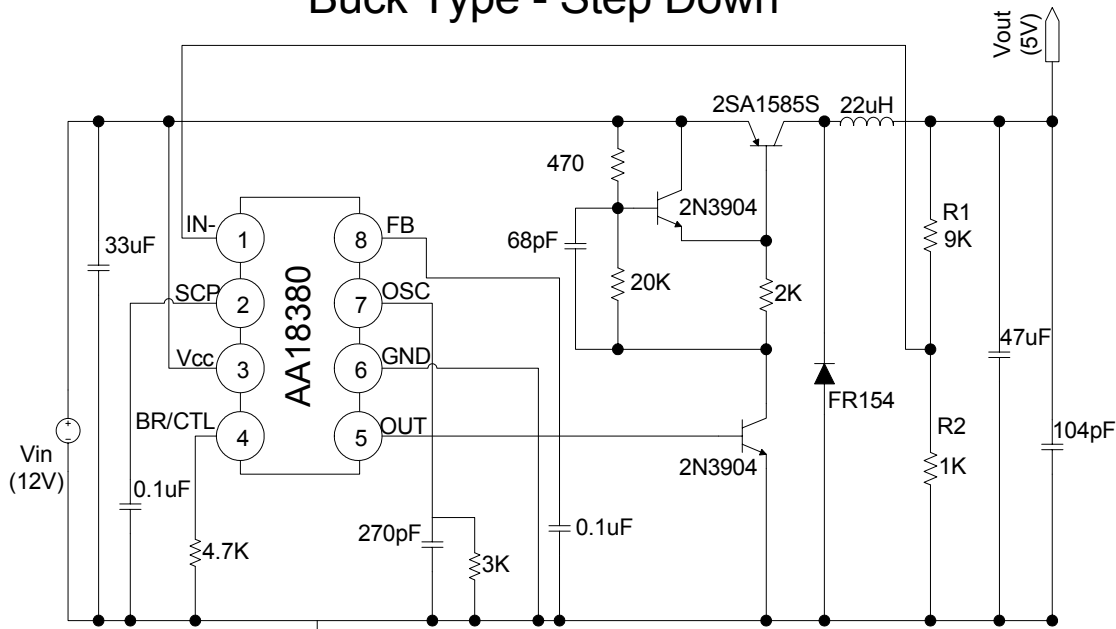 Buck Type - Step Down
Vout
(5V)
2SA1585S
22uH
470
2N3904
68pF
20K
2K
R1
9K
33uF
IN-
1
8
FB
SCP
2
7
OSC
Vcc
3
6
GND
BR/CTL
4
5
OUT
AA18380
47uF
FR154
Vin
(12V)
2N3904
R2
1K
104pF
0.1uF
4.7K
270pF
3K
0.1uF